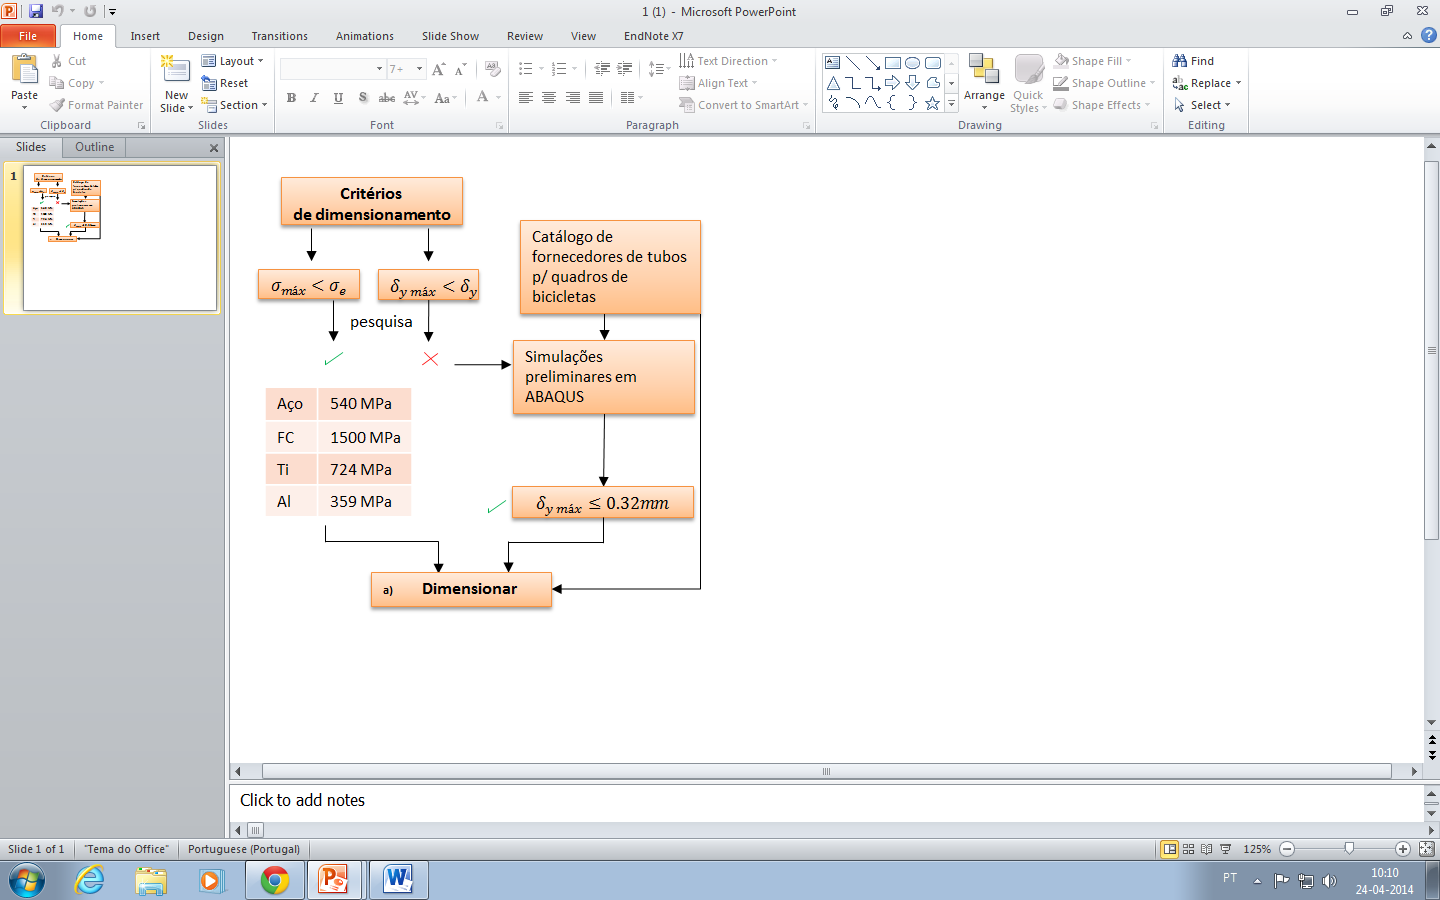 1 (1) - Microsoft PowerPoint
File Home Insert Design Transitions Animations Slide Show Review View EndNote X7
Paste
Cut
Copy
Format Painter
Clipboard
New
Slide
Layout
Reset
Section
Slides
7+
B I U S abc AV Aa A
Font
Text Direction
Align Text
Convert to SmartArt
Paragraph
Arrange
Quick
Styles
Shape Fill
Shape Outline
Shape Effects
Drawing
Find
Replace
Select
Editing
Slides Outline
1
Critérios
de dimensionamento
σmáx < σe
δy máx < δy
pesquisa
Catálogo de
fornecedores de tubos
p/ quadros de
bicicletas
Simulações
preliminares em
ABAQUS
Aço 540 MPa
FC 1500 MPa
Ti 724 MPa
Al 359 MPa
δy máx ≤ 0.32mm
a) Dimensionar
Click to add notes
Slide 1 of 1 "Tema do Office" Portuguese (Portugal) 125%
PT 10:10
24-04-2014